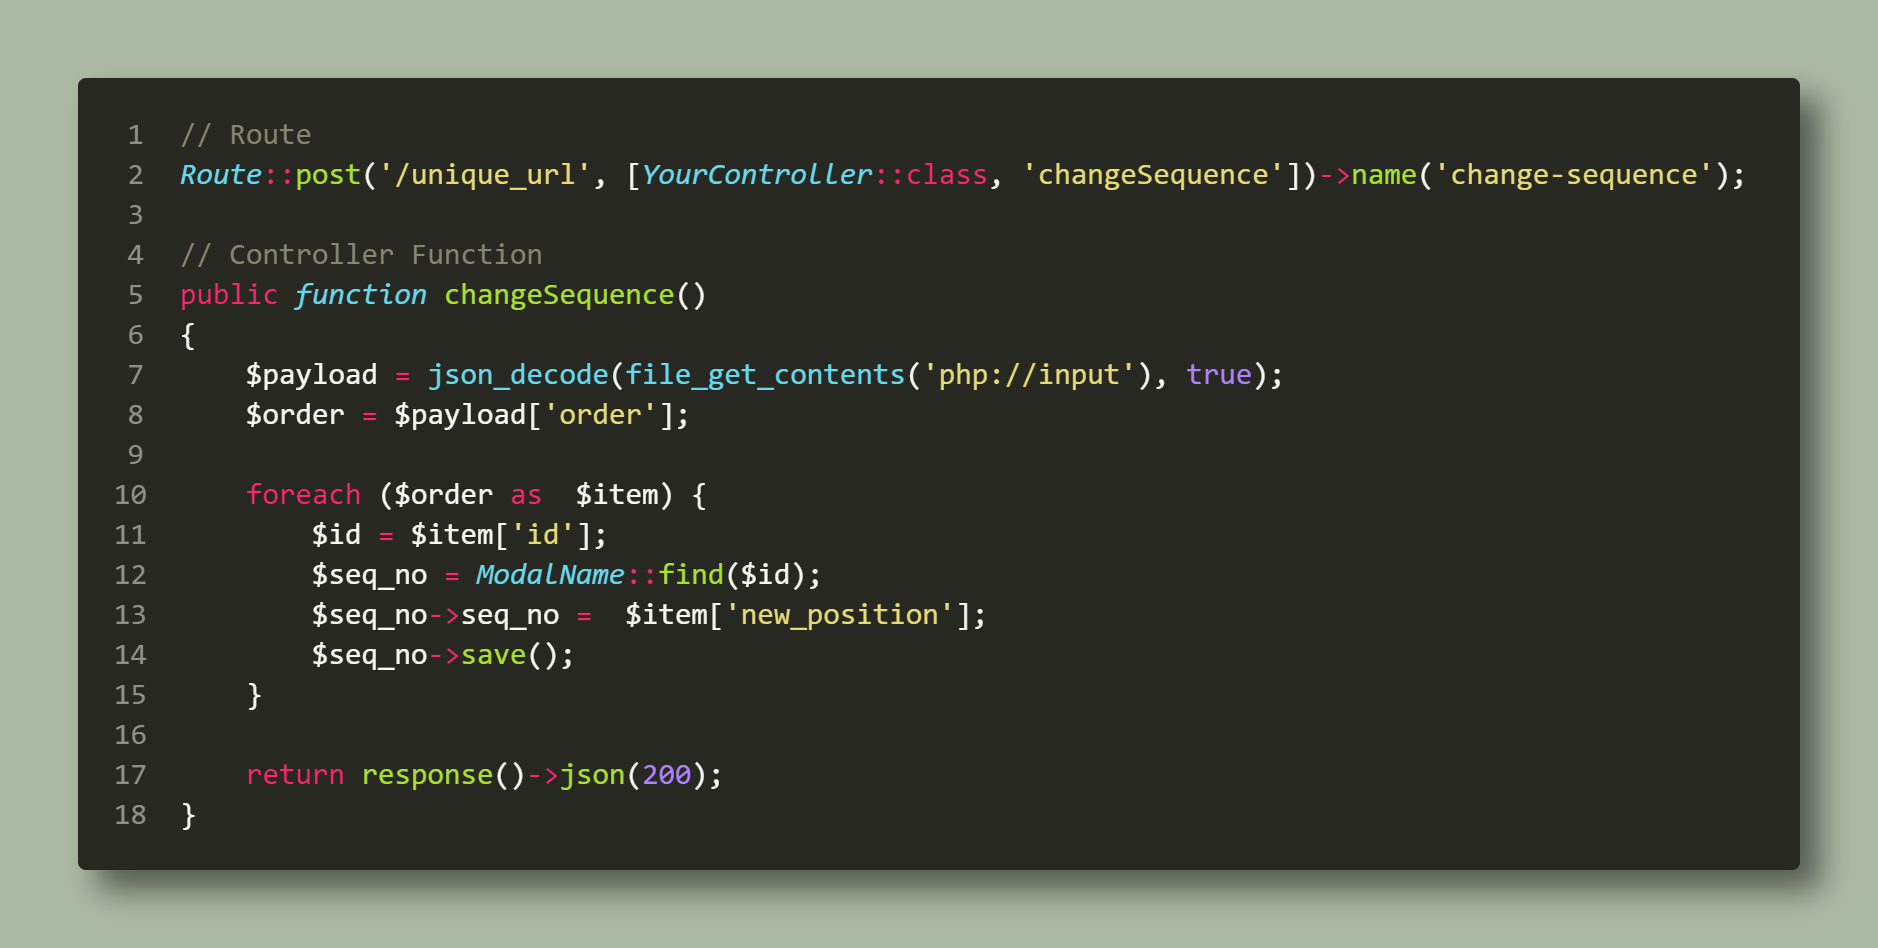 1 // Route
2 Route::post('/unique_url', [YourController::class, 'changeSequence'])->name('change-sequence');
3
4 // Controller Function
5 public function changeSequence()
6 {
7     $payload = json_decode(file_get_contents('php://input'), true);
8     $order = $payload['order'];
9
10     foreach ($order as  $item) {
11         $id = $item['id'];
12         $seq_no = ModalName::find($id);
13         $seq_no->seq_no =  $item['new_position'];
14         $seq_no->save();
15     }
16
17     return response()->json(200);
18 }